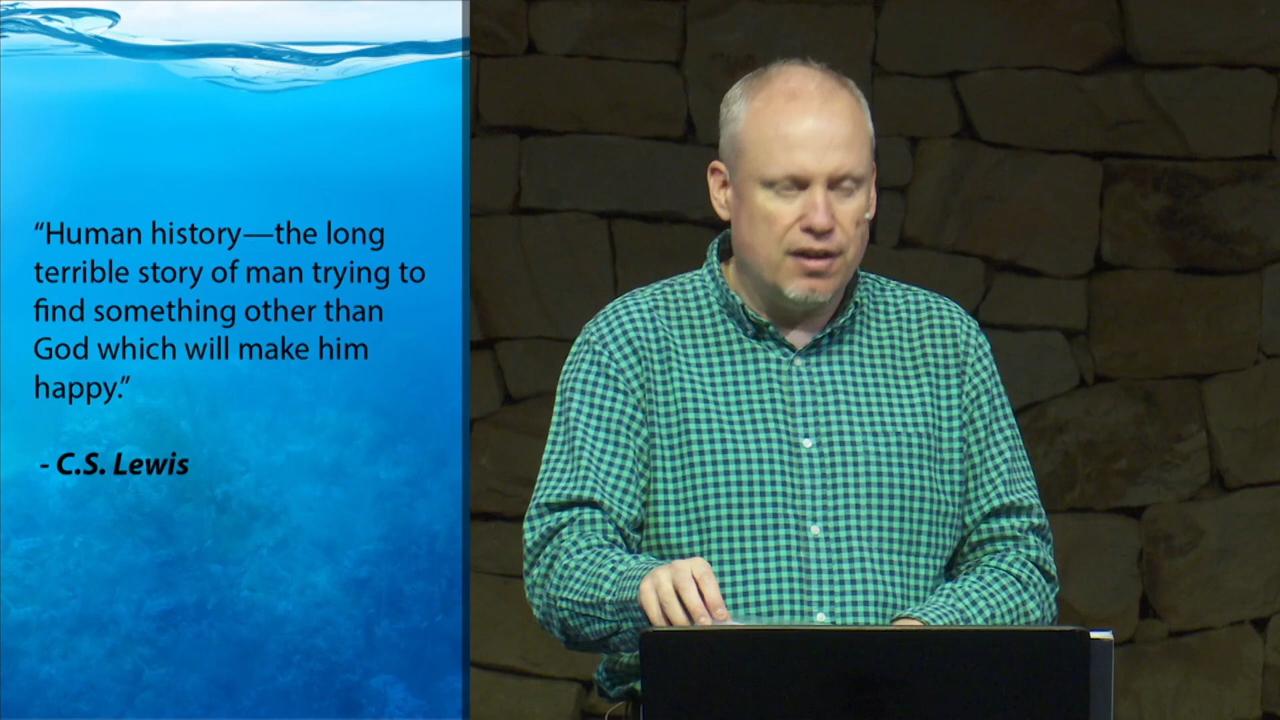 “Human history—the long
terrible story of man trying to
find something other than
God which will make him
happy.”
- C.S. Lewis